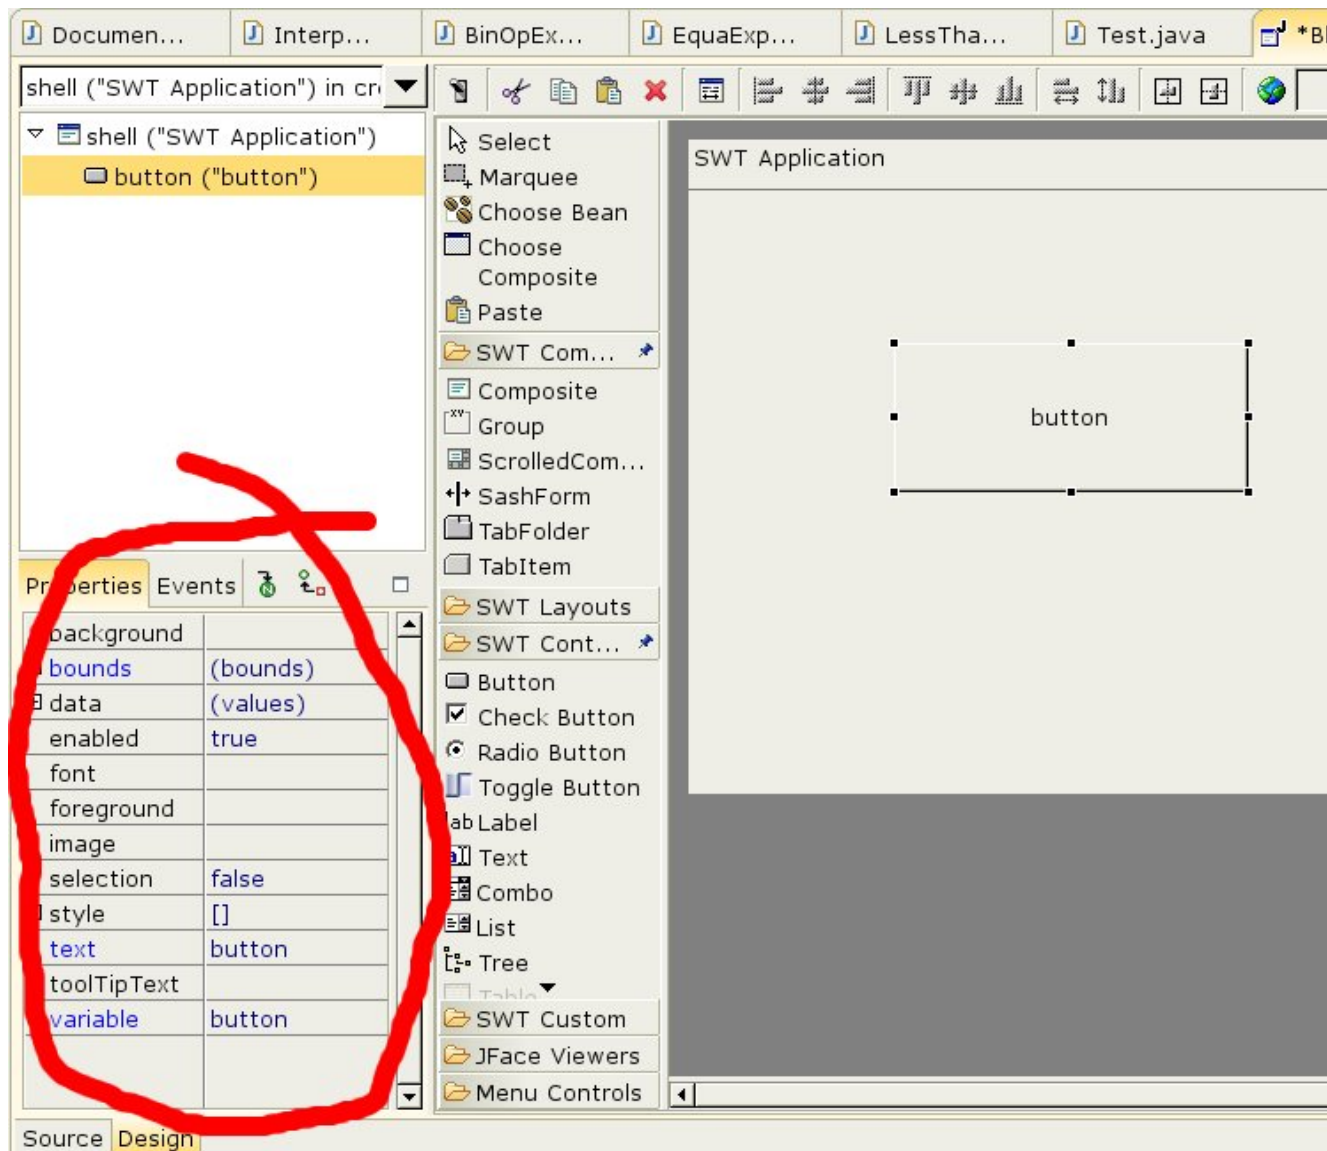 Documen...
Interp...
BinOpEx...
EquaExp...
LessTha...
Test.java
shell ("SWT Application") in cr
shell ("SWT Application")
button ("button")
Select
Marquee
Choose Bean
Choose
Composite
Paste
SWT Com...
Composite
Group
ScrolledCom...
SashForm
TabFolder
TabItem
SWT Layouts
SWT Cont...
Button
Check Button
Radio Button
Toggle Button
Label
Text
Combo
List
Tree
Table
SWT Custom
JFace Viewers
Menu Controls
SWT Application
button
Properties Events
background
bounds (bounds)
data (values)
enabled true
font
foreground
image
selection false
style []
text button
toolTipText
variable button
Source Design